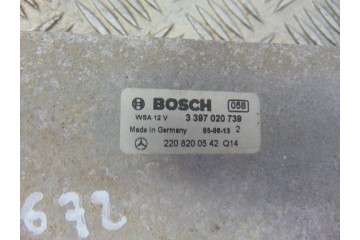 BOSCH 058
WSA 12 V 3 397 020 739
Made in Germany 05-06-13 2
220 820 05 42 Q14
672